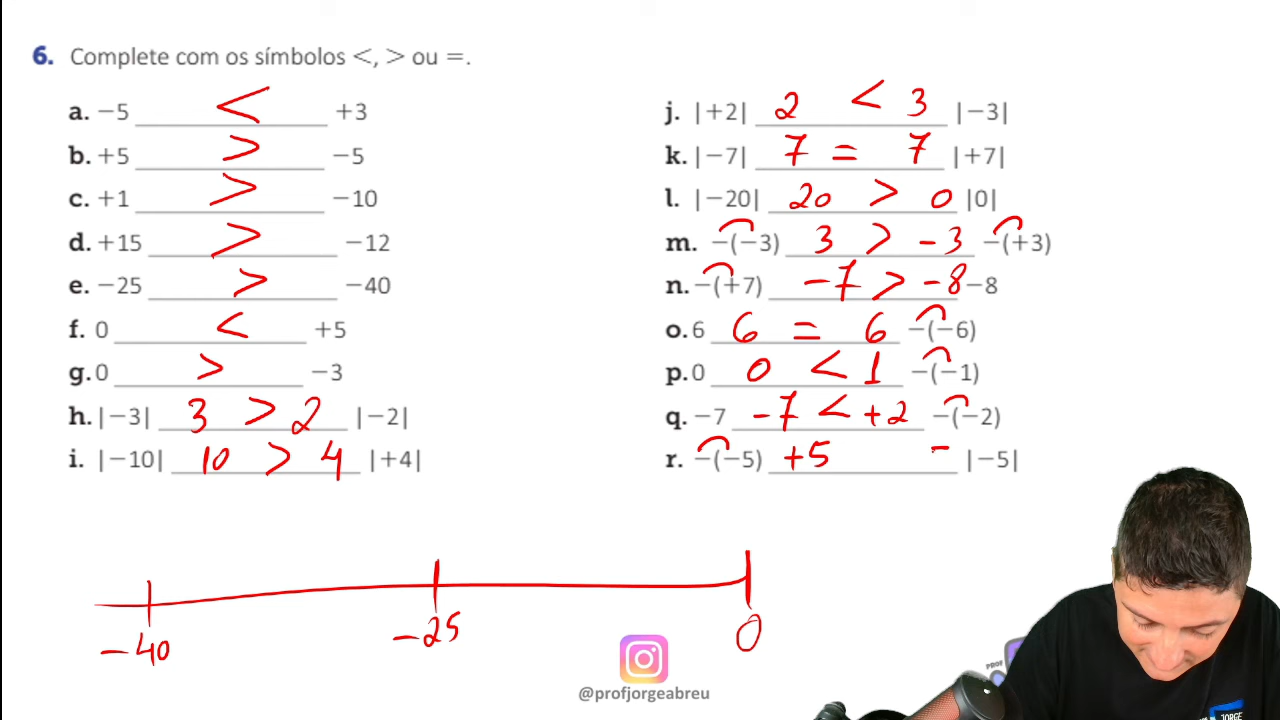 6. Complete com os símbolos <, > ou =.
a. −5 < +3
b. +5 > −5
c. +1 > −10
d. +15 > −12
e. −25 > −40
f. 0 < +5
g. 0 > −3
h. |−3| 3 > 2 |−2|
i. |−10| 10 > 4 |+4|
j. |+2| 2 < 3 |−3|
k. |−7| 7 = 7 |+7|
l. |−20| 20 > 0 |0|
m. −(−3) 3 > −3 −(+3)
n. −(+7) −7 > −8 −8
o. 6 6 = 6 −(−6)
p. 0 0 < 1 −(−1)
q. −7 −7 < +2 −(−2)
r. −(−5) +5 − |−5|
−40 −25 0
@profjorgeabreu
PROF
JORGE